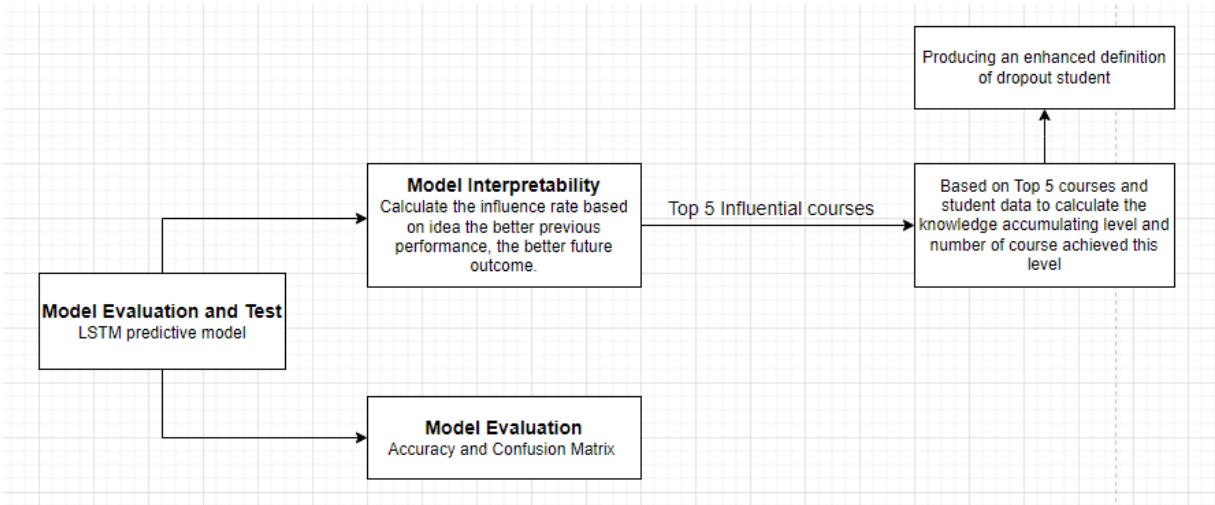 Producing an enhanced definition
of dropout student
Model Interpretability
Calculate the influence rate based
on idea the better previous
performance, the better future
outcome.
Top 5 Influential courses
Based on Top 5 courses and
student data to calculate the
knowledge accumulating level and
number of course achieved this
level
Model Evaluation and Test
LSTM predictive model
Model Evaluation
Accuracy and Confusion Matrix